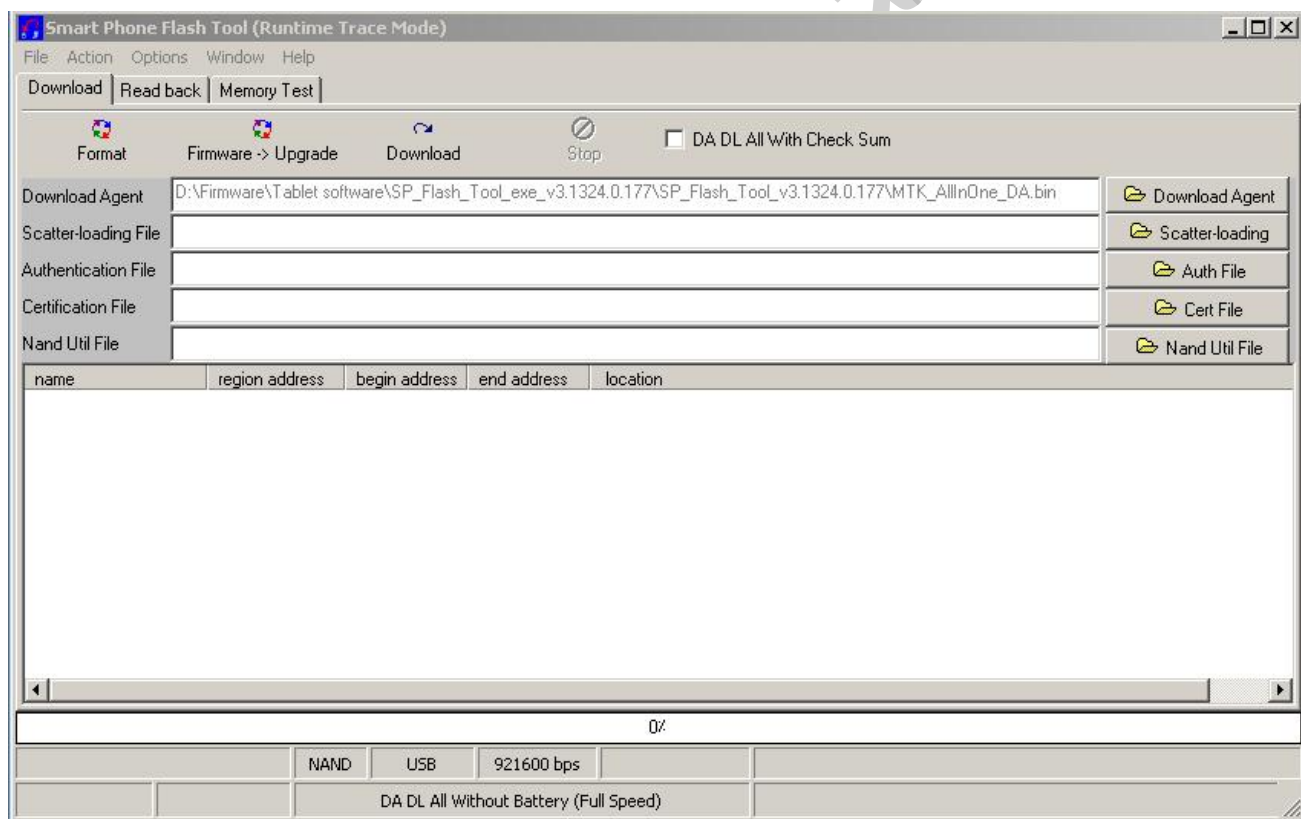 Smart Phone Flash Tool (Runtime Trace Mode)
File Action Options Window Help
Download Read back Memory Test
Format Firmware -> Upgrade Download Stop DA DL All With Check Sum
Download Agent D:\Firmware\Tablet software\SP_Flash_Tool_exe_v3.1324.0.177\SP_Flash_Tool_v3.1324.0.177\MTK_AllInOne_DA.bin Download Agent
Scatter-loading File Scatter-loading
Authentication File Auth File
Certification File Cert File
Nand Util File Nand Util File
name region address begin address end address location
0%
NAND USB 921600 bps
DA DL All Without Battery (Full Speed)